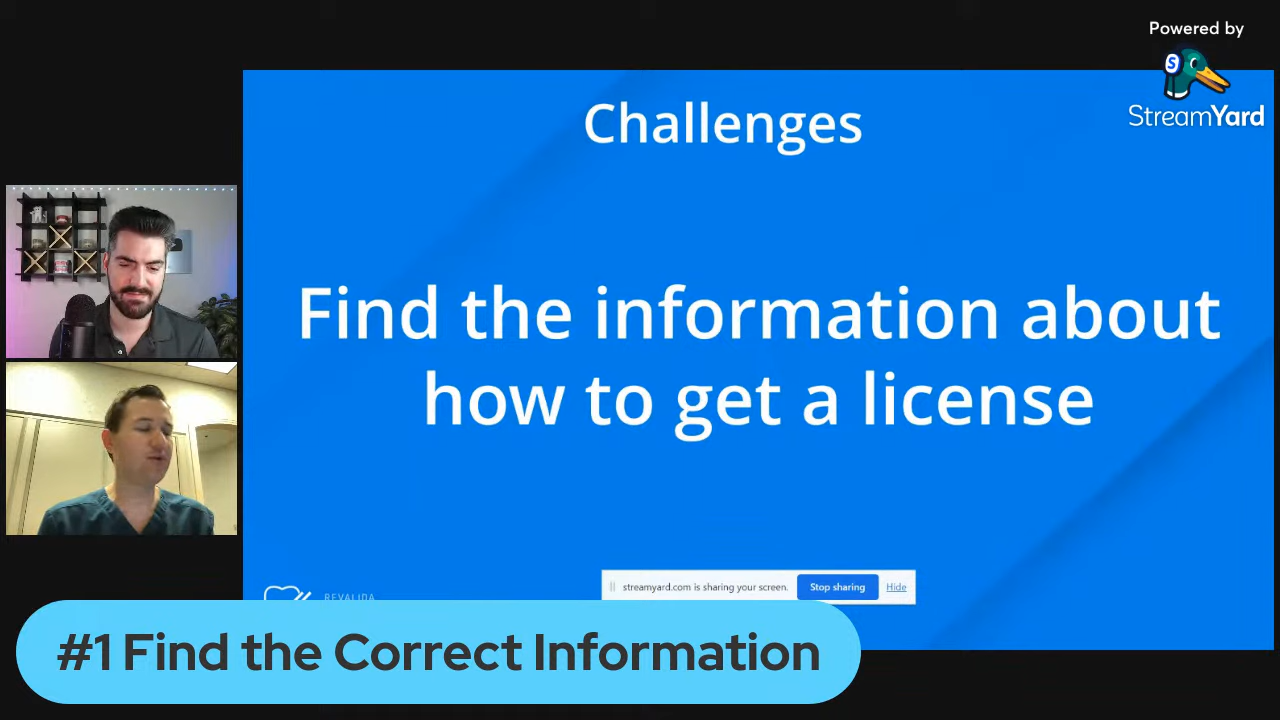 Powered by
StreamYard
Challenges
Find the information about
how to get a license
streamyard.com is sharing your screen. Stop sharing Hide
REVALIDA
#1 Find the Correct Information